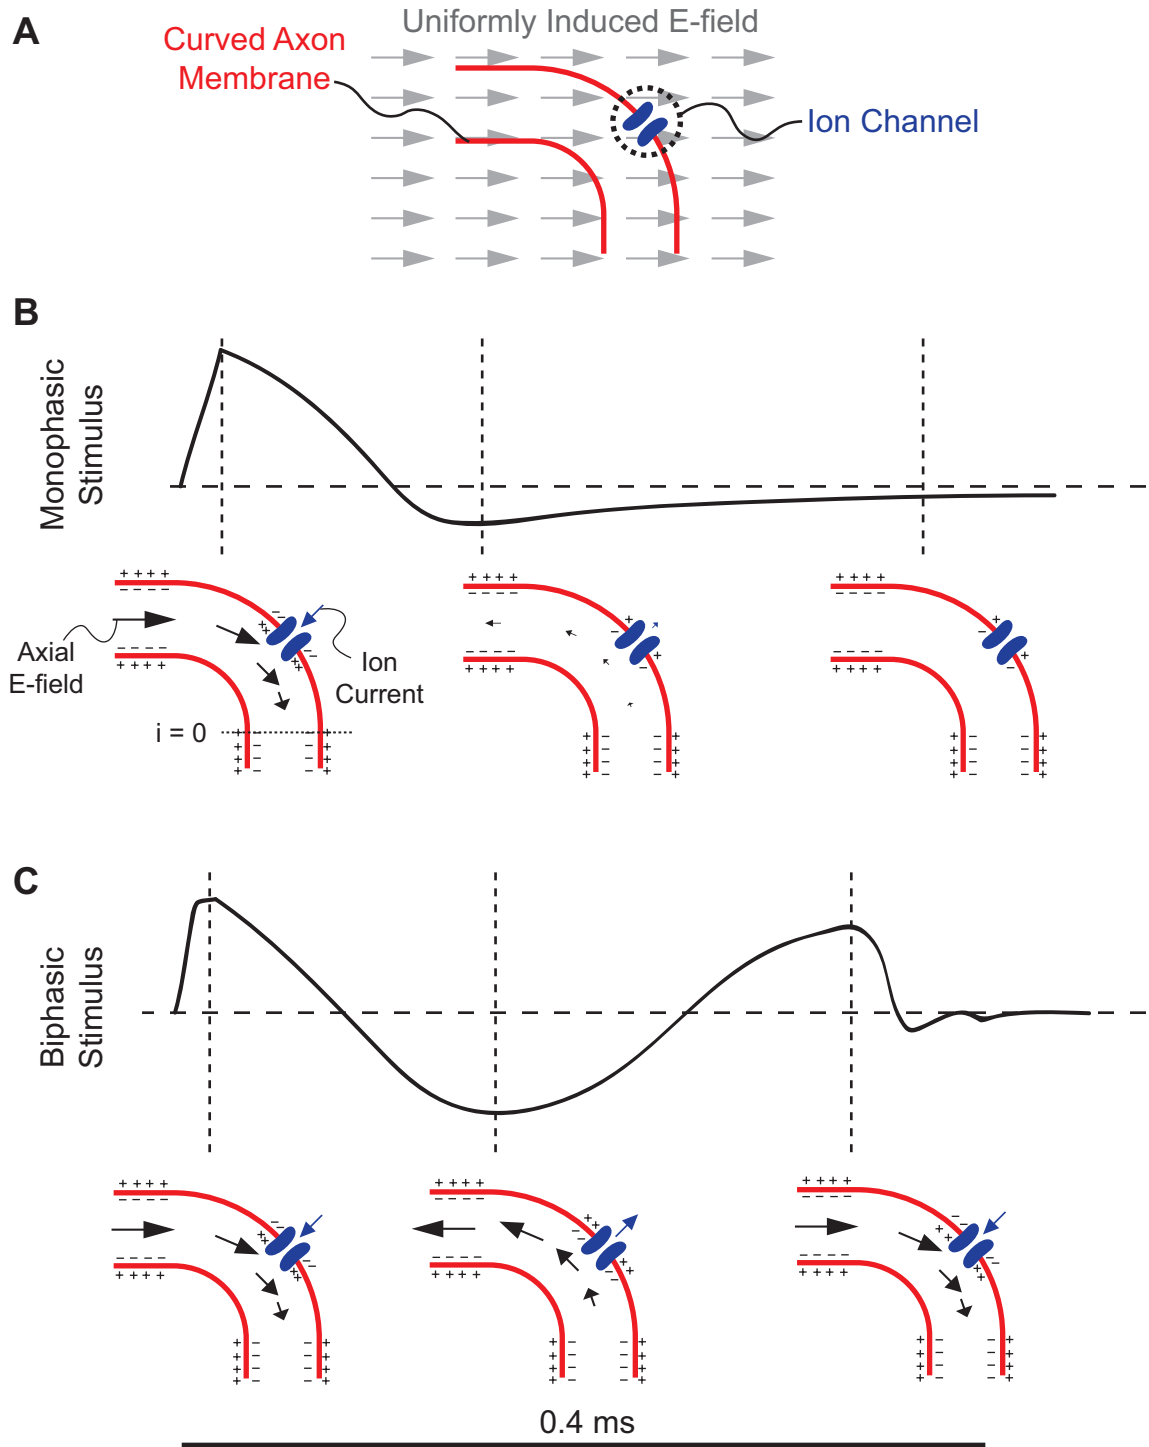 A
Uniformly Induced E-field
Curved Axon
Membrane
Ion Channel
B
Monophasic
Stimulus
+ + + +
− − − −
Axial
E-field
− − − −
+ + + +
Ion
Current
i = 0
C
Biphasic
Stimulus
0.4 ms